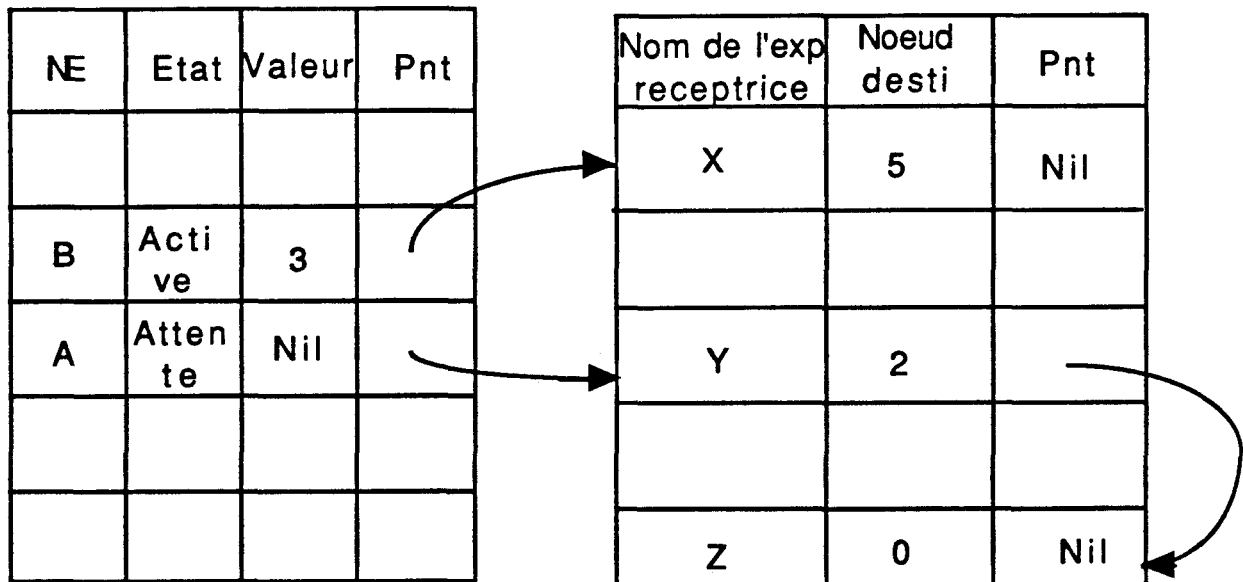 NE Etat Valeur Pnt
B Acti ve 3
A Atten te Nil
Nom de l'exp receptrice Noeud desti Pnt
X 5 Nil
Y 2
Z 0 Nil